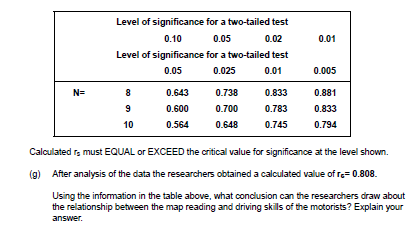 Level of significance for a two-tailed test
0.10 0.05 0.02 0.01
Level of significance for a two-tailed test
0.05 0.025 0.01 0.005
N= 8 0.643 0.738 0.833 0.881
9 0.600 0.700 0.783 0.833
10 0.564 0.648 0.745 0.794
Calculated rs must EQUAL or EXCEED the critical value for significance at the level shown.
(g) After analysis of the data the researchers obtained a calculated value of rs= 0.808.
Using the information in the table above, what conclusion can the researchers draw about
the relationship between the map reading and driving skills of the motorists? Explain your
answer.